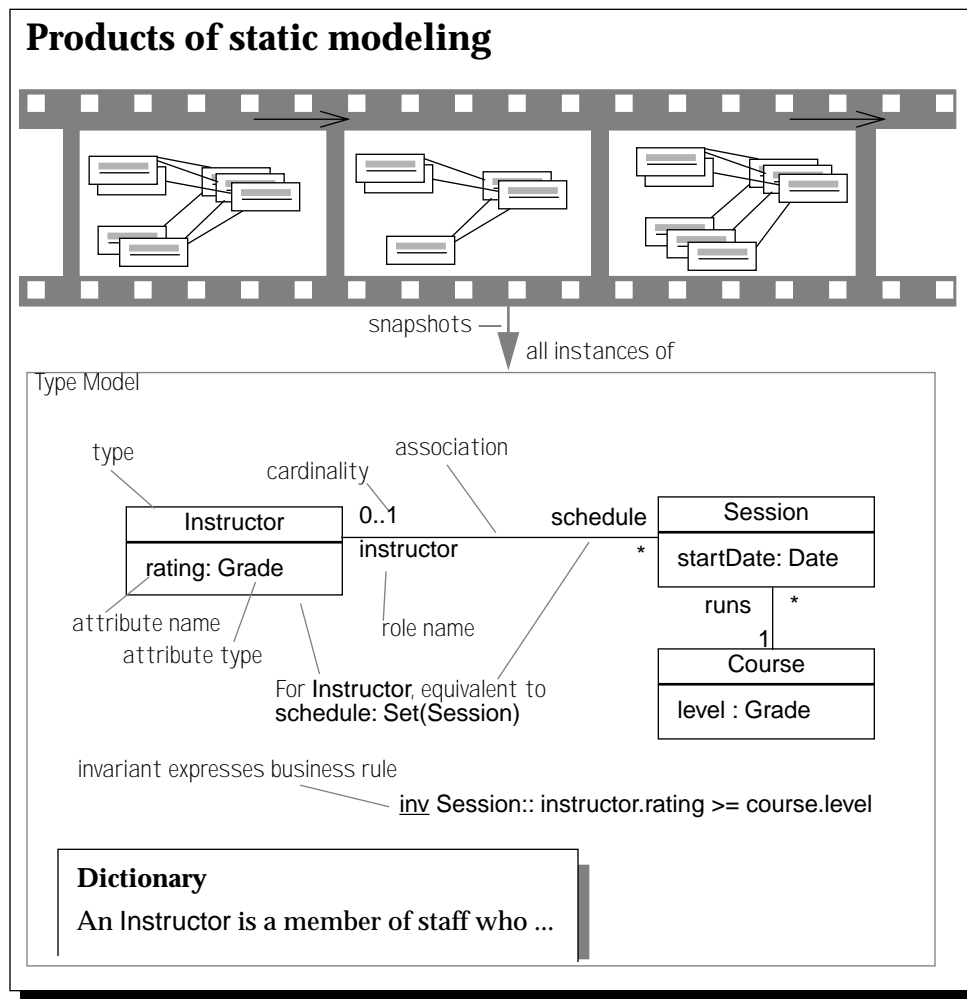 Products of static modeling
snapshots
all instances of
Type Model
type
cardinality
association
Instructor
rating: Grade
0..1
instructor
schedule
*
Session
startDate: Date
runs
*
1
Course
level : Grade
attribute name
attribute type
role name
For Instructor, equivalent to
schedule: Set(Session)
invariant expresses business rule
inv Session:: instructor.rating >= course.level
Dictionary
An Instructor is a member of staff who ...